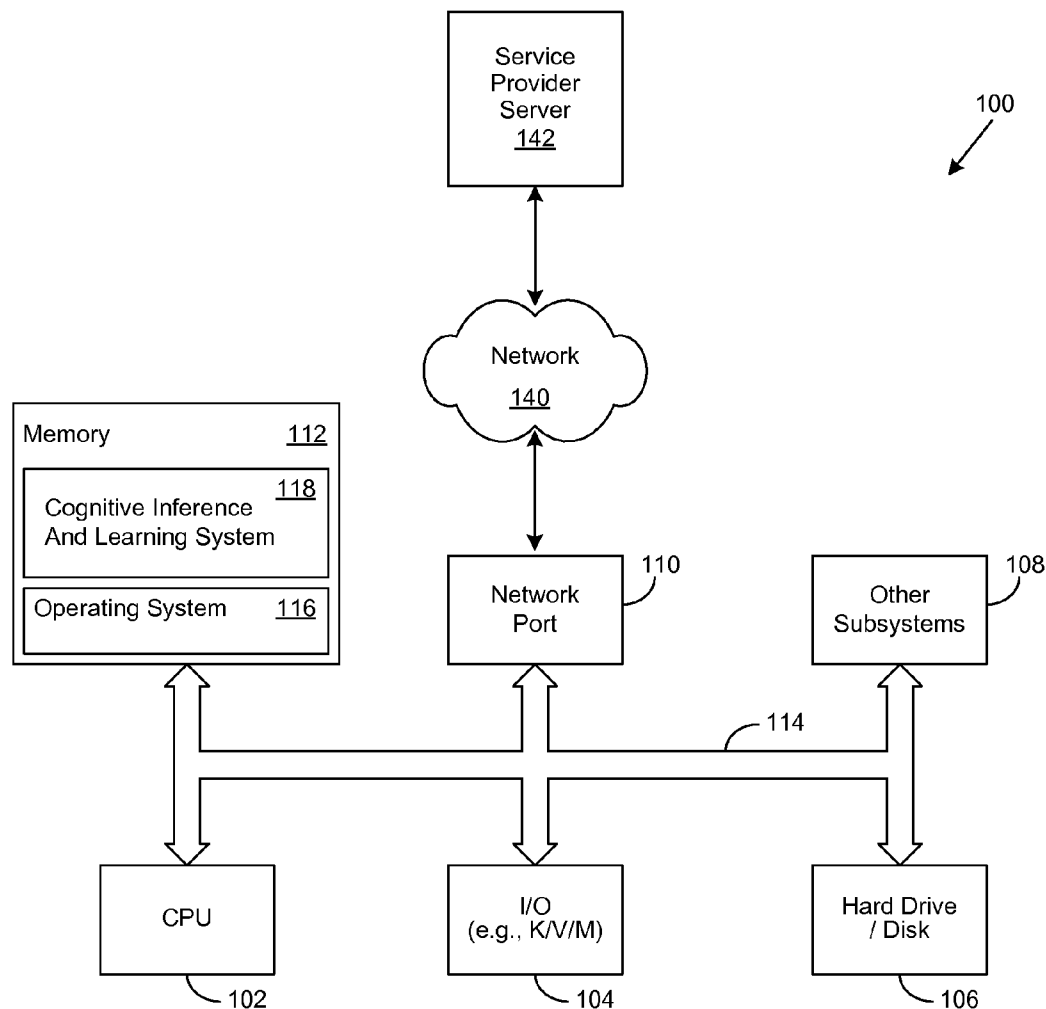 Service
Provider
Server
142
100
Network
140
Memory 112
118
Cognitive Inference
And Learning System
Operating System 116
Network
Port
110
Other
Subsystems
108
114
CPU
102
I/O
(e.g., K/V/M)
104
Hard Drive
/ Disk
106